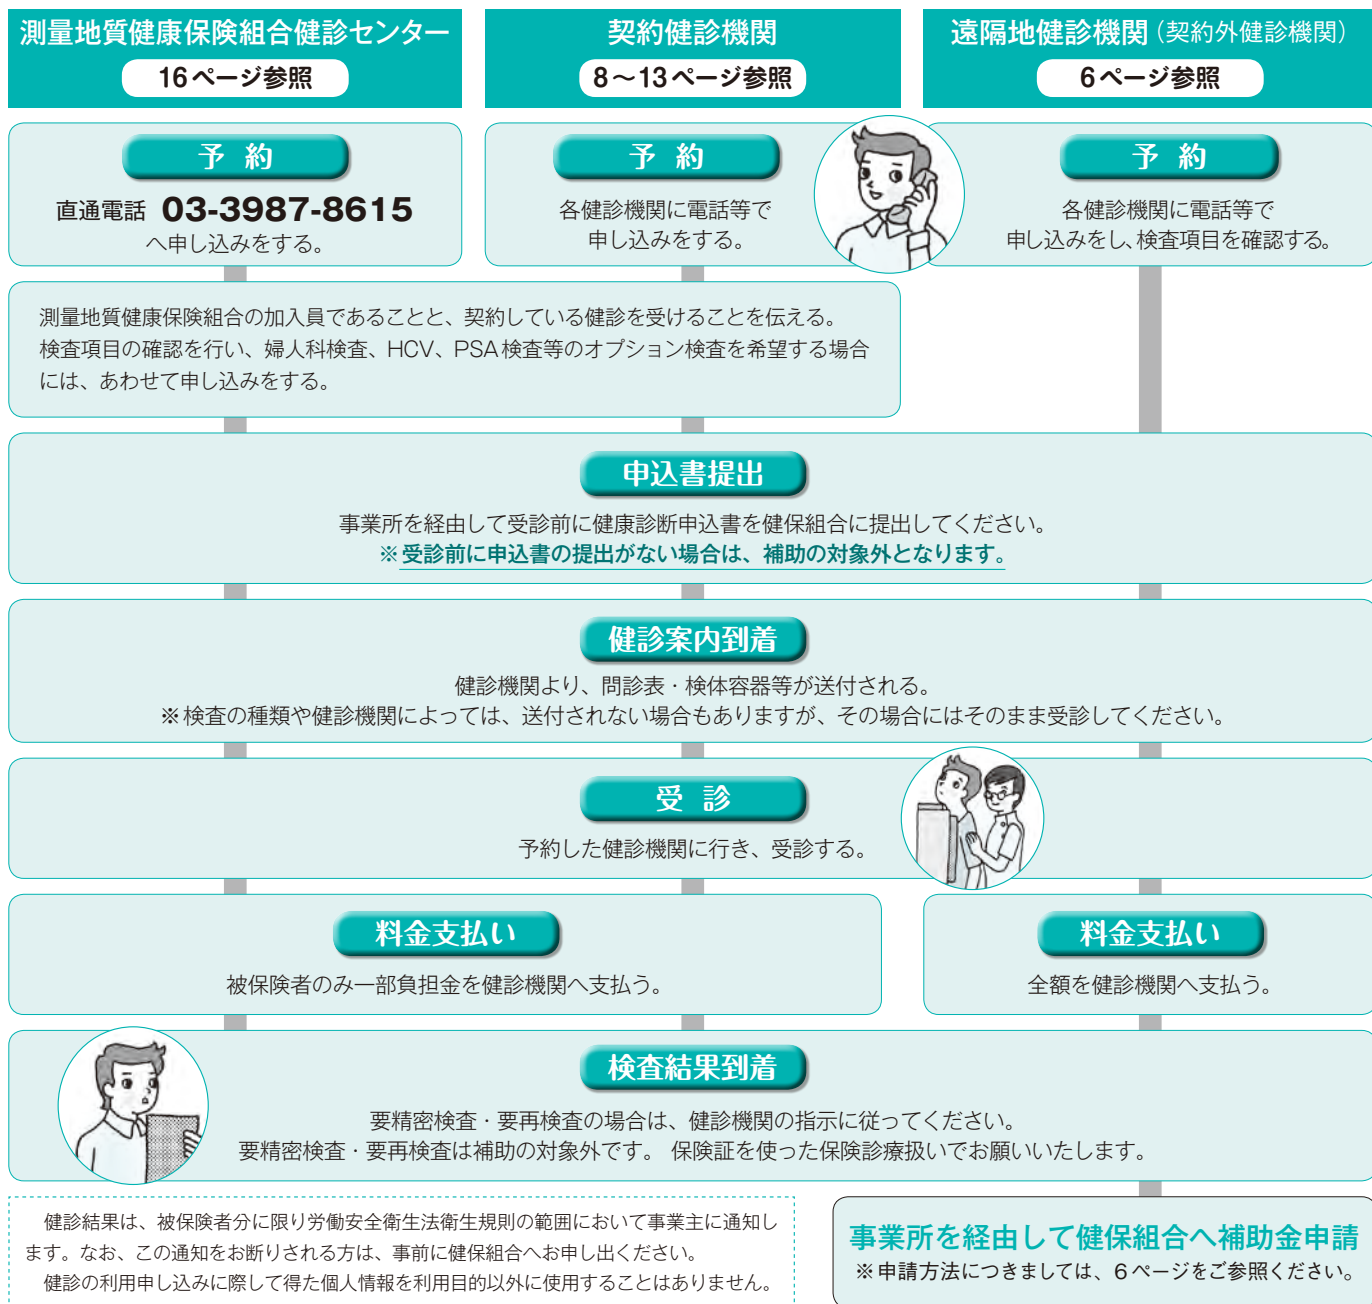 測量地質健康保険組合健診センター
16ページ参照
契約健診機関
8～13ページ参照
遠隔地健診機関（契約外健診機関）
6ページ参照
予 約
直通電話 03-3987-8615
へ申し込みをする。
予 約
各健診機関に電話等で
申し込みをする。
予 約
各健診機関に電話等で
申し込みをし、検査項目を確認する。
測量地質健康保険組合の加入員であることと、契約している健診を受けることを伝える。
検査項目の確認を行い、婦人科検査、HCV、PSA検査等のオプション検査を希望する場合
には、あわせて申し込みをする。
申込書提出
事業所を経由して受診前に健康診断申込書を健保組合に提出してください。
※受診前に申込書の提出がない場合は、補助の対象外となります。
健診案内到着
健診機関より、問診表・検体容器等が送付される。
※検査の種類や健診機関によっては、送付されない場合もありますが、その場合にはそのまま受診してください。
受 診
予約した健診機関に行き、受診する。
料金支払い
被保険者のみ一部負担金を健診機関へ支払う。
料金支払い
全額を健診機関へ支払う。
検査結果到着
要精密検査・要再検査の場合は、健診機関の指示に従ってください。
要精密検査・要再検査は補助の対象外です。 保険証を使った保険診療扱いでお願いいたします。
健診結果は、被保険者分に限り労働安全衛生法衛生規則の範囲において事業主に通知し
ます。なお、この通知をお断りされる方は、事前に健保組合へお申し出ください。
健診の利用申し込みに際して得た個人情報を利用目的以外に使用することはありません。
事業所を経由して健保組合へ補助金申請
※申請方法につきましては、6ページをご参照ください。